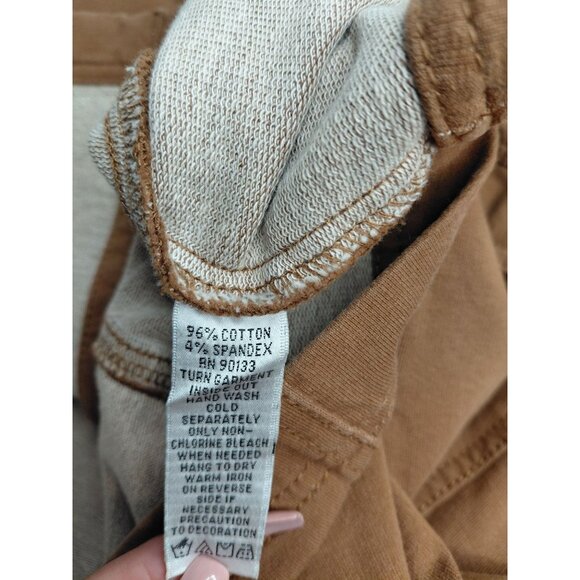 96% COTTON
4% SPANDEX
RN 90133
TURN GARMENT
INSIDE OUT
HAND WASH
COLD
SEPARATELY
ONLY NON-
CHLORINE BLEACH
WHEN NEEDED
HANG TO DRY
WARM IRON
ON REVERSE
SIDE IF
NECESSARY
PRECAUTION
TO DECORATION